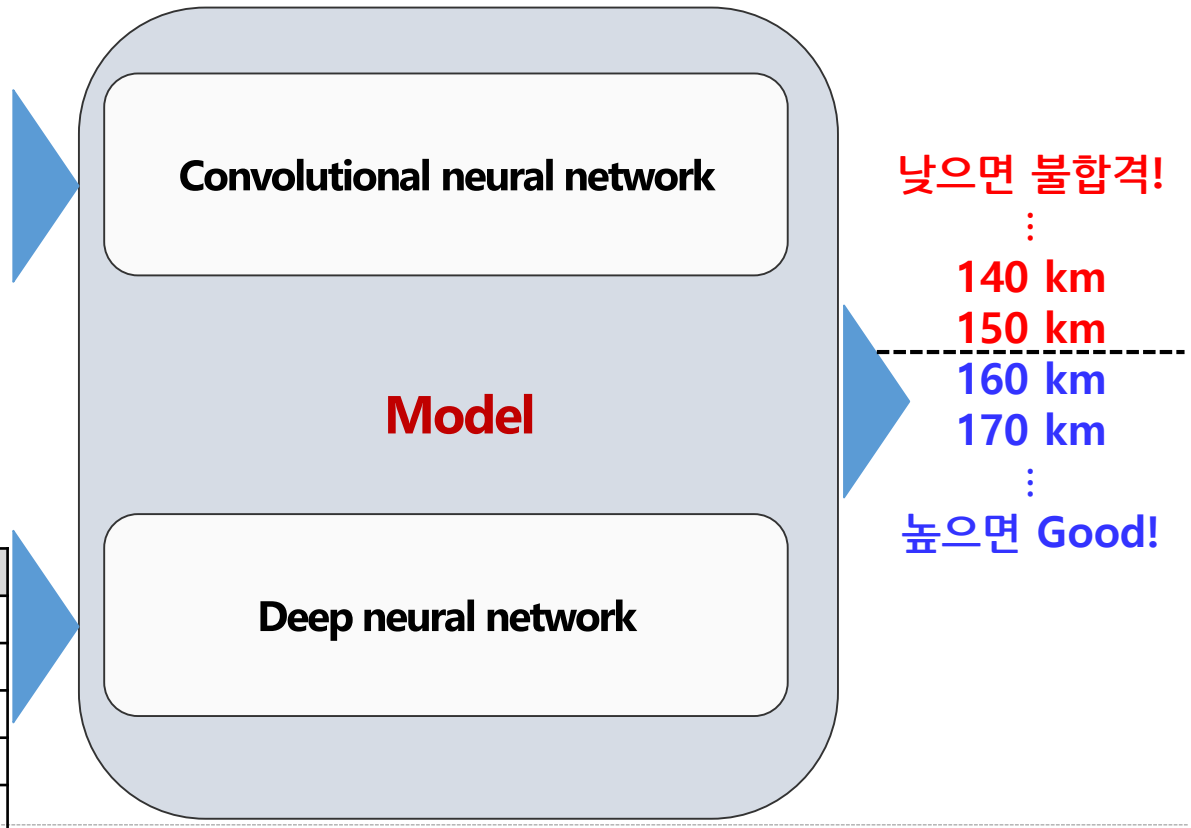 Convolutional neural network
Model
Deep neural network
낮으면 불합격!
⋮
140 km
150 km
160 km
170 km
⋮
높으면 Good!